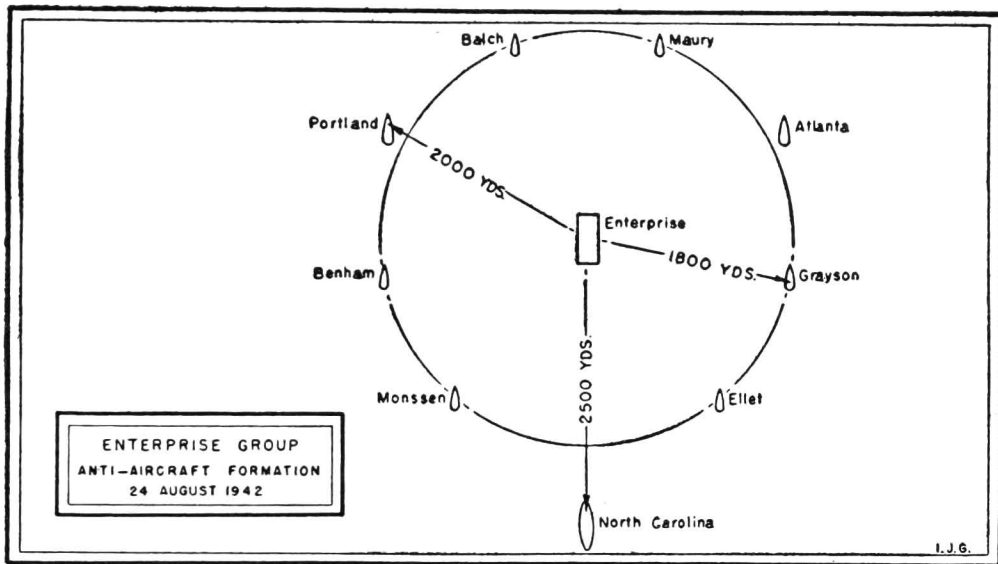 Balch
Maury
Portland
Atlanta
2000 YDS.
Enterprise
1800 YDS.
Benham
Grayson
2500 YDS.
Monssen
Ellet
ENTERPRISE GROUP
ANTI-AIRCRAFT FORMATION
24 AUGUST 1942
North Carolina
I.J.G.